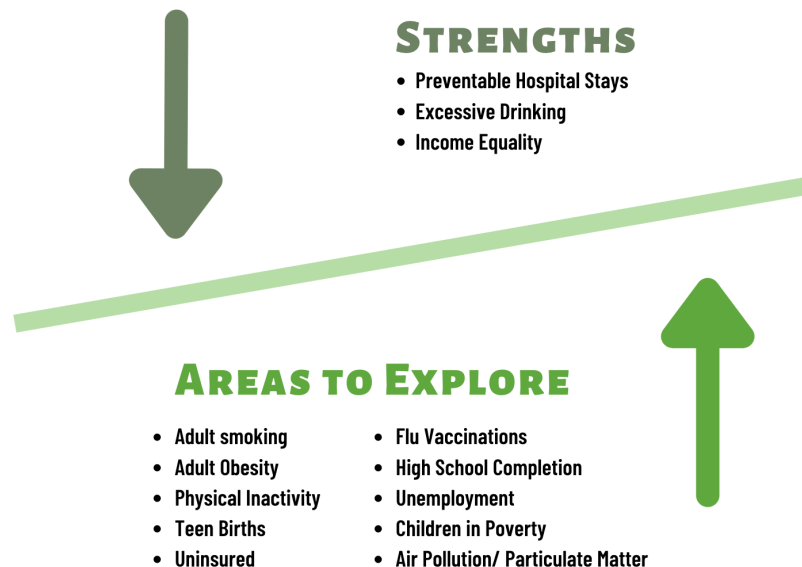 STRENGTHS
• Preventable Hospital Stays
• Excessive Drinking
• Income Equality
AREAS TO EXPLORE
• Adult smoking
• Adult Obesity
• Physical Inactivity
• Teen Births
• Uninsured
• Flu Vaccinations
• High School Completion
• Unemployment
• Children in Poverty
• Air Pollution/ Particulate Matter